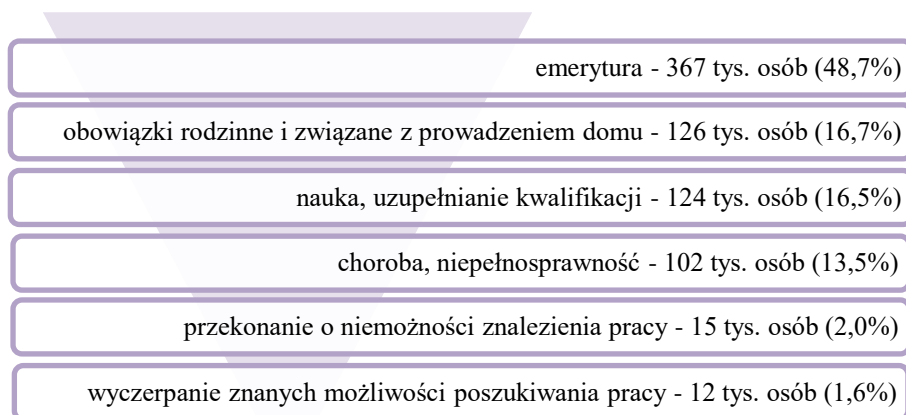 emerytura - 367 tys. osób (48,7%)
obowiązki rodzinne i związane z prowadzeniem domu - 126 tys. osób (16,7%)
nauka, uzupełnianie kwalifikacji - 124 tys. osób (16,5%)
choroba, niepełnosprawność - 102 tys. osób (13,5%)
przekonanie o niemożności znalezienia pracy - 15 tys. osób (2,0%)
wyczerpanie znanych możliwości poszukiwania pracy - 12 tys. osób (1,6%)